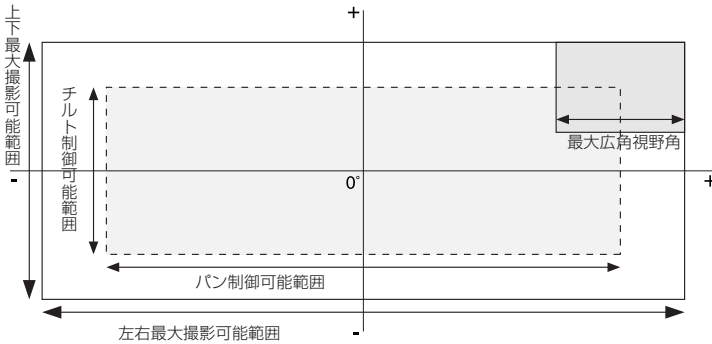 上下最大撮影可能範囲
+
チルト制御可能範囲
最大広角視野角
-
0°
+
パン制御可能範囲
左右最大撮影可能範囲
-